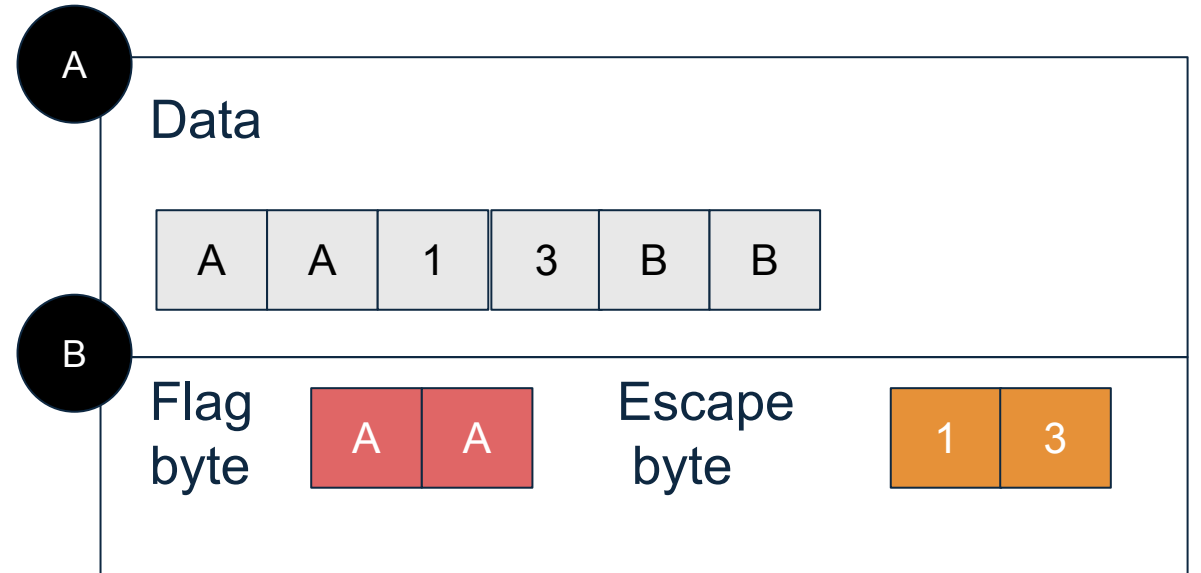 A
Data
A A 1 3 B B
B
Flag byte
A A
Escape byte
1 3